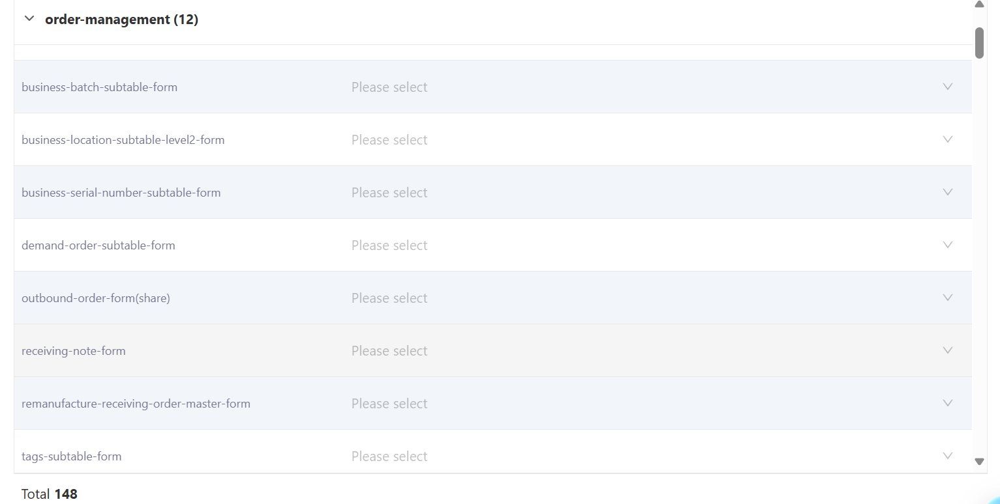 order-management (12)
business-batch-subtable-form Please select
business-location-subtable-level2-form Please select
business-serial-number-subtable-form Please select
demand-order-subtable-form Please select
outbound-order-form(share) Please select
receiving-note-form Please select
remanufacture-receiving-order-master-form Please select
tags-subtable-form Please select
Total 148